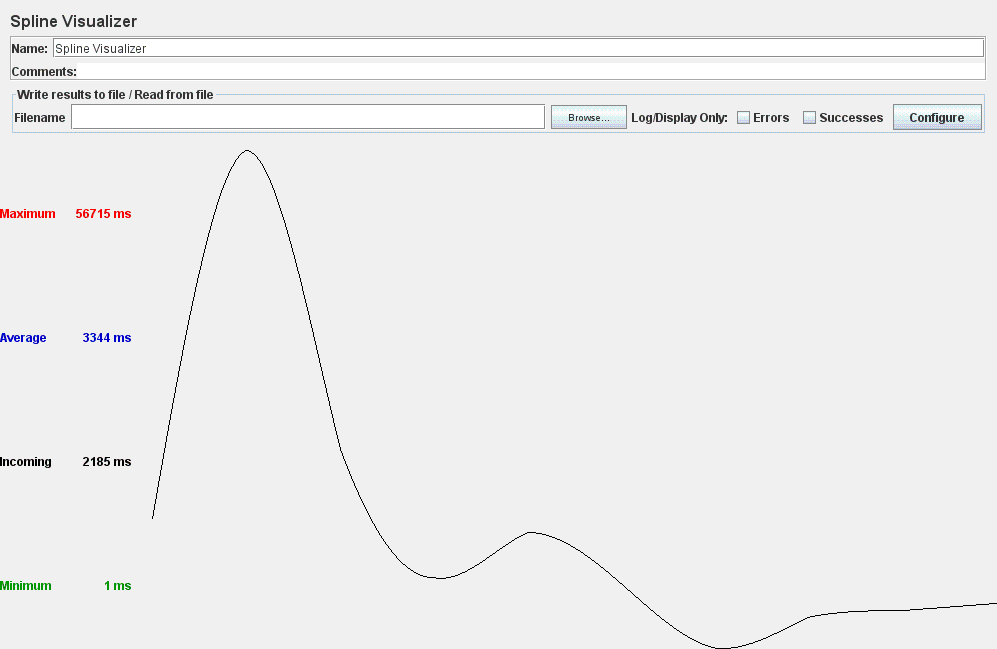 Spline Visualizer
Name: Spline Visualizer
Comments:
Write results to file / Read from file
Filename Browse... Log/Display Only: Errors Successes Configure
Maximum 56715 ms
Average 3344 ms
Incoming 2185 ms
Minimum 1 ms